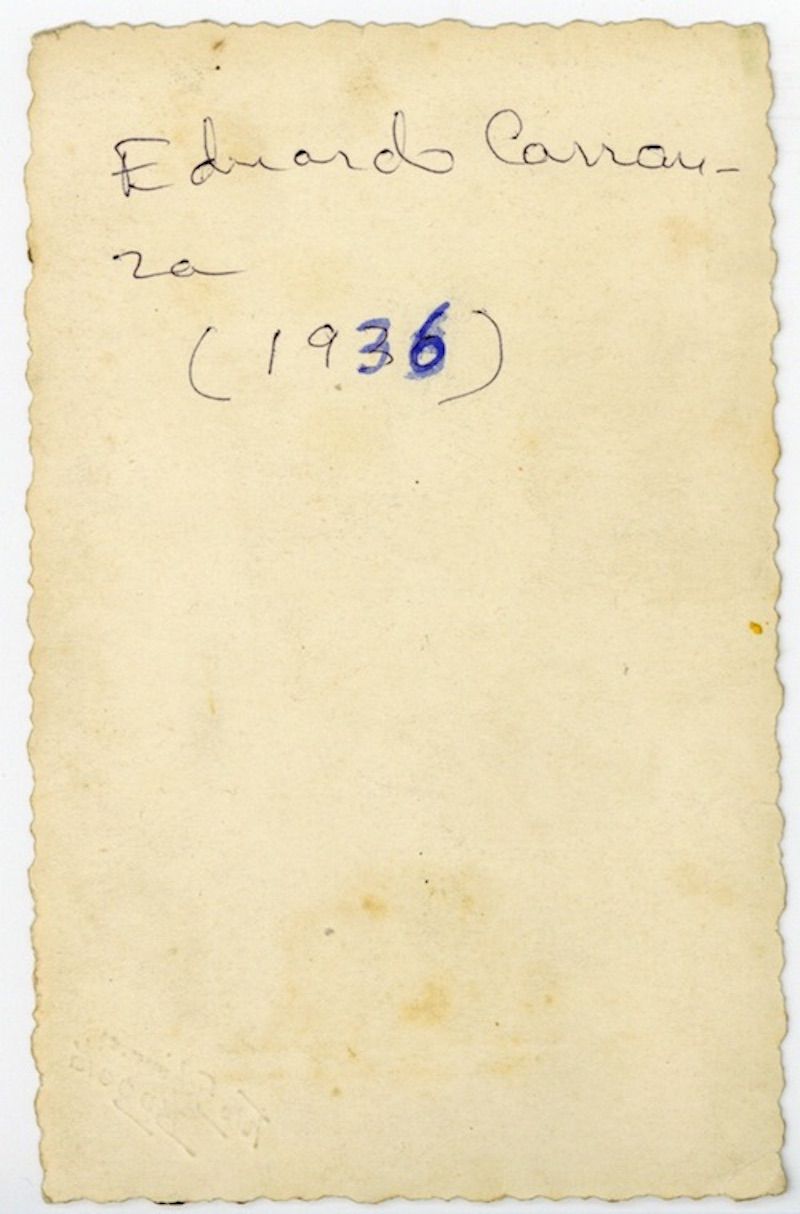 Eduardo Carran-
za
(1936)